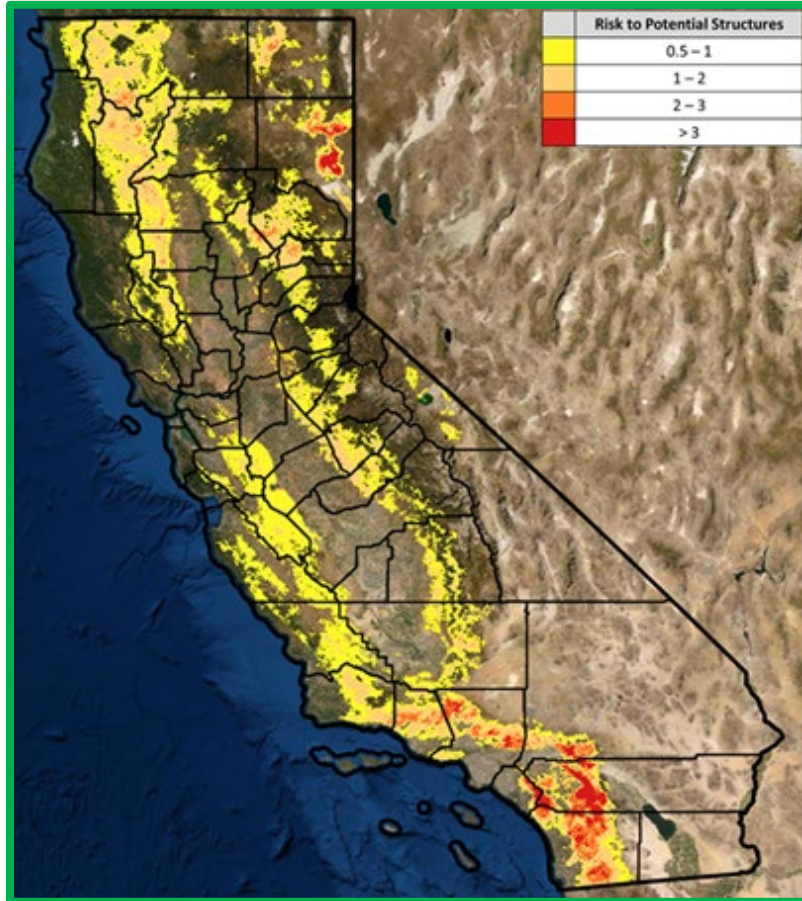 Risk to Potential Structures
0.5 – 1
1 – 2
2 – 3
> 3